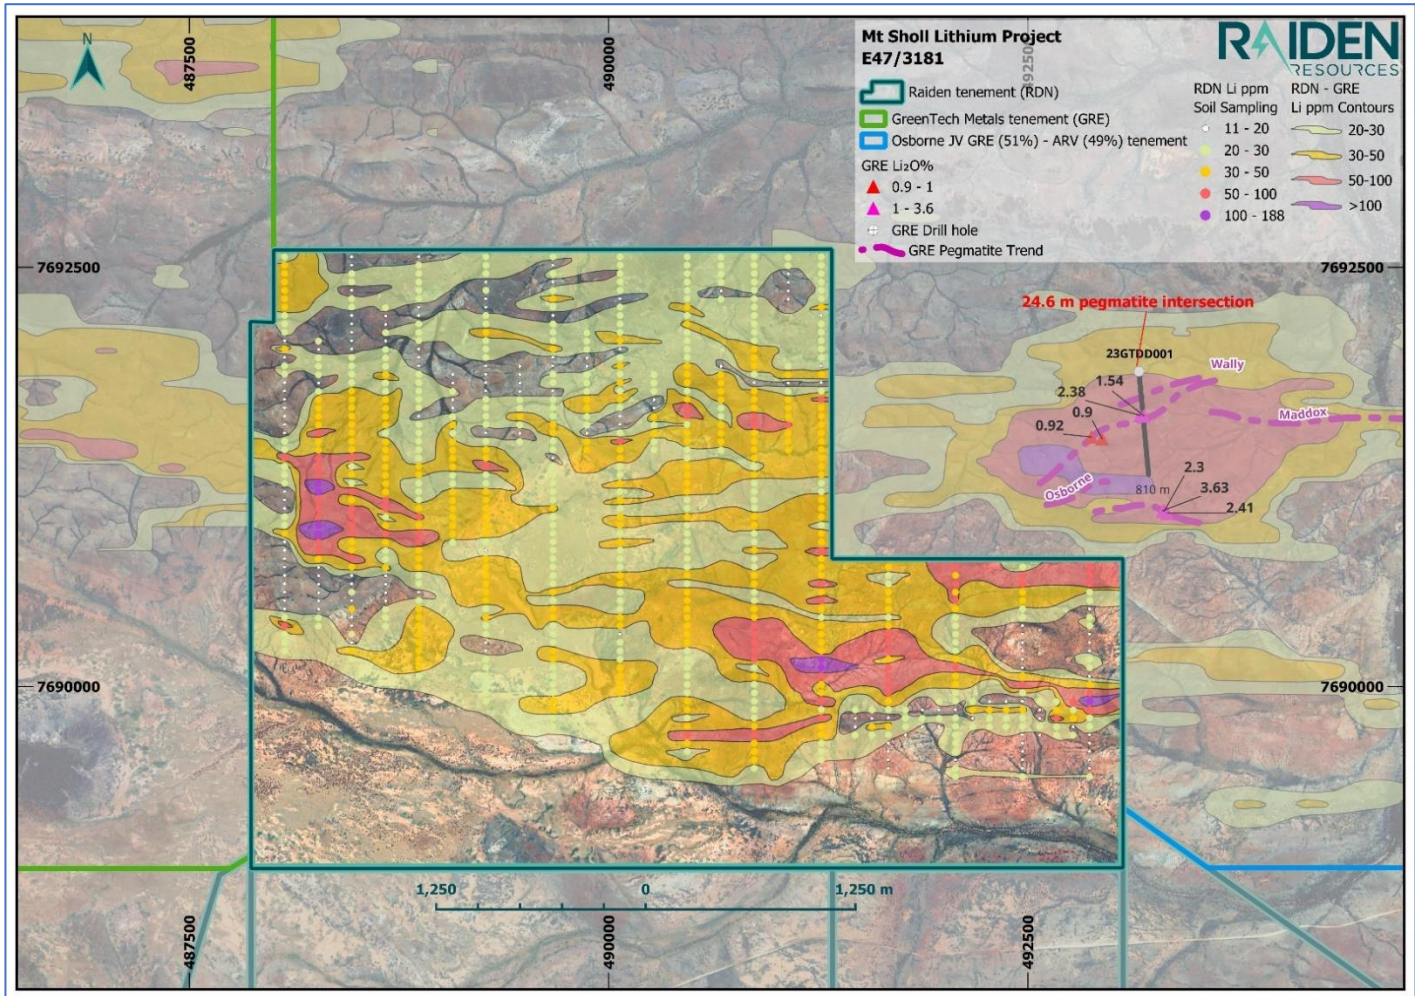 Mt Sholl Lithium Project
E47/3181
RAIDEN
RESOURCES
Raiden tenement (RDN)
GreenTech Metals tenement (GRE)
Osborne JV GRE (51%) - ARV (49%) tenement
GRE Li₂O%
0.9 - 1
1 - 3.6
GRE Drill hole
GRE Pegmatite Trend
RDN Li ppm
Soil Sampling
11 - 20
20 - 30
30 - 50
50 - 100
100 - 188
RDN - GRE
Li ppm Contours
20-30
30-50
50-100
>100
N
487500
490000
492500
7692500
7692500
24.6 m pegmatite intersection
23GTDD001
Wally
1.54
2.38
0.9
0.92
Maddox
2.3
Osborne
810 m
3.63
2.41
7690000
7690000
1,250
0
1,250 m
487500
490000
492500